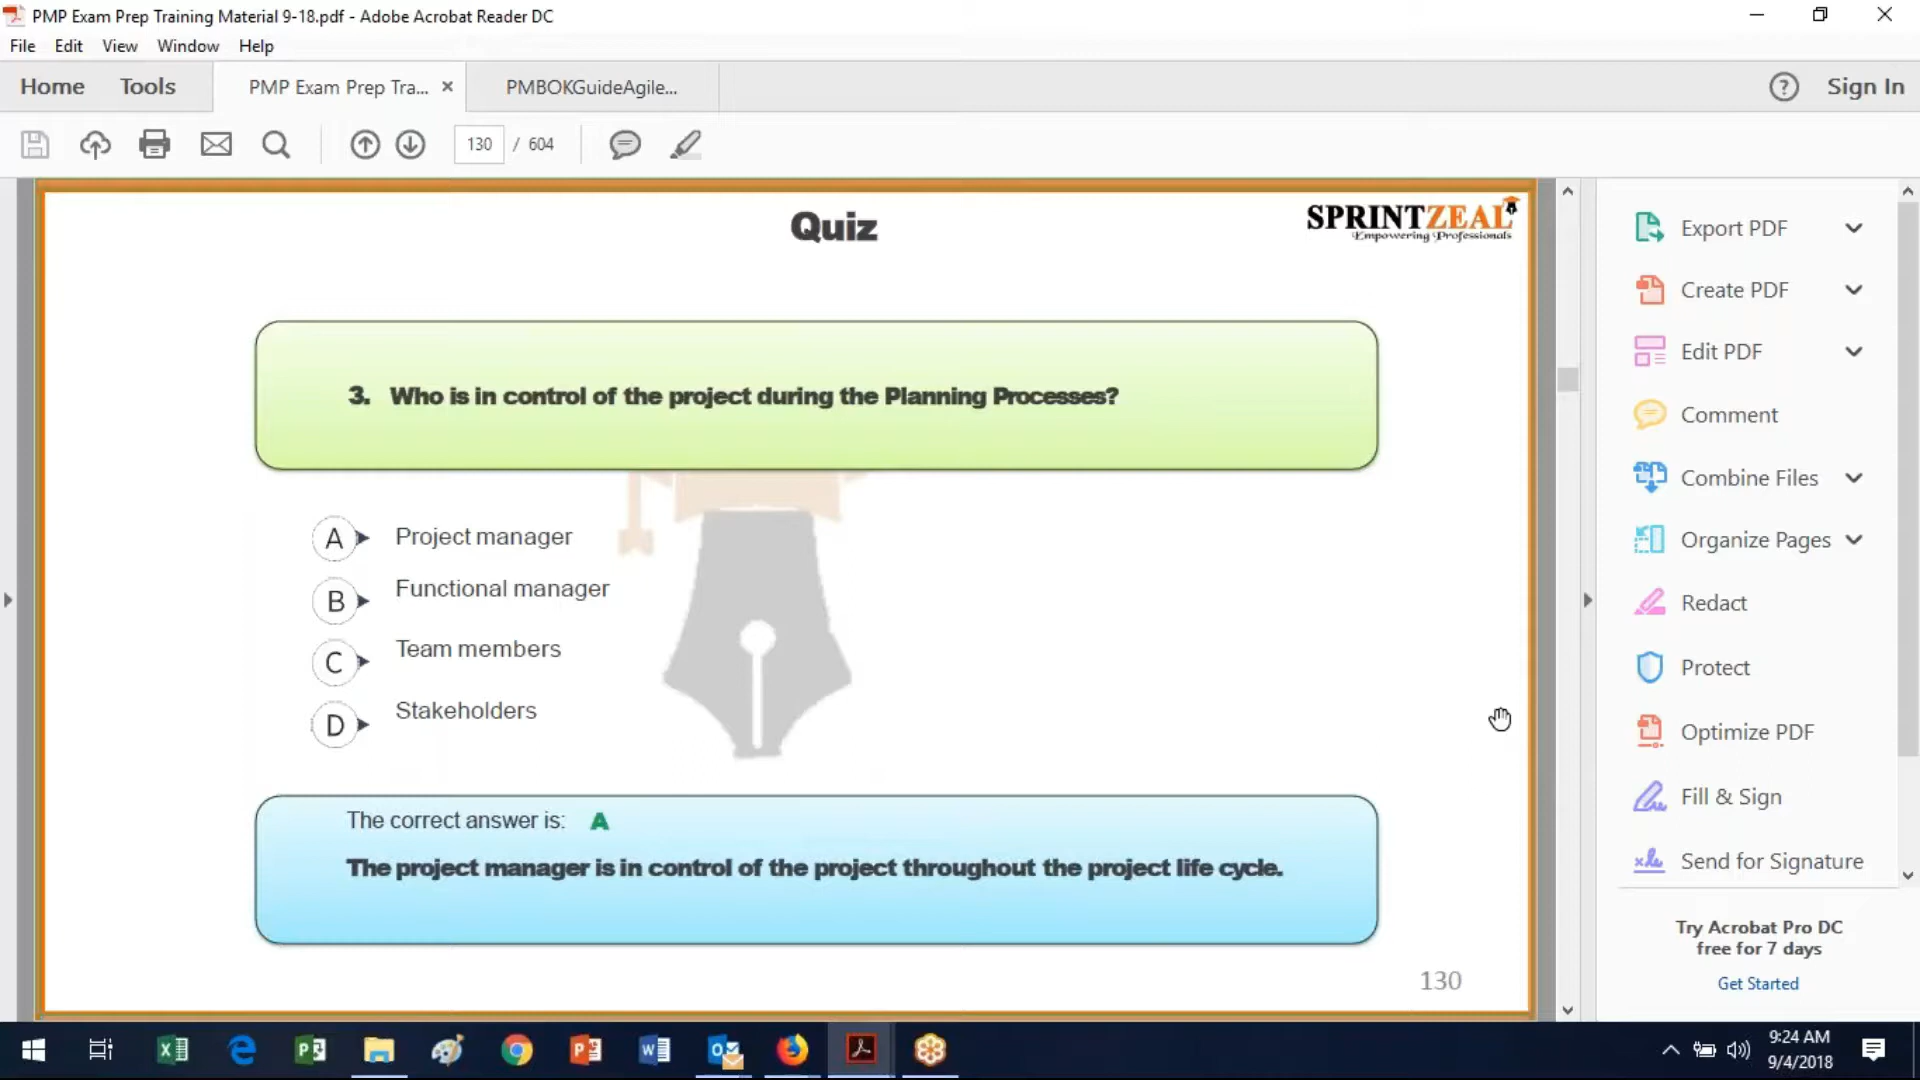 PMP Exam Prep Training Material 9-18.pdf - Adobe Acrobat Reader DC
File Edit View Window Help
Home Tools PMP Exam Prep Tra... × PMBOKGuideAgile... ? Sign In
130 / 604
Quiz
SPRINTZEAL
Empowering Professionals
3. Who is in control of the project during the Planning Processes?
A Project manager
B Functional manager
C Team members
D Stakeholders
The correct answer is: A
The project manager is in control of the project throughout the project life cycle.
130
Export PDF
Create PDF
Edit PDF
Comment
Combine Files
Organize Pages
Redact
Protect
Optimize PDF
Fill & Sign
Send for Signature
Try Acrobat Pro DC
free for 7 days
Get Started
9:24 AM
9/4/2018